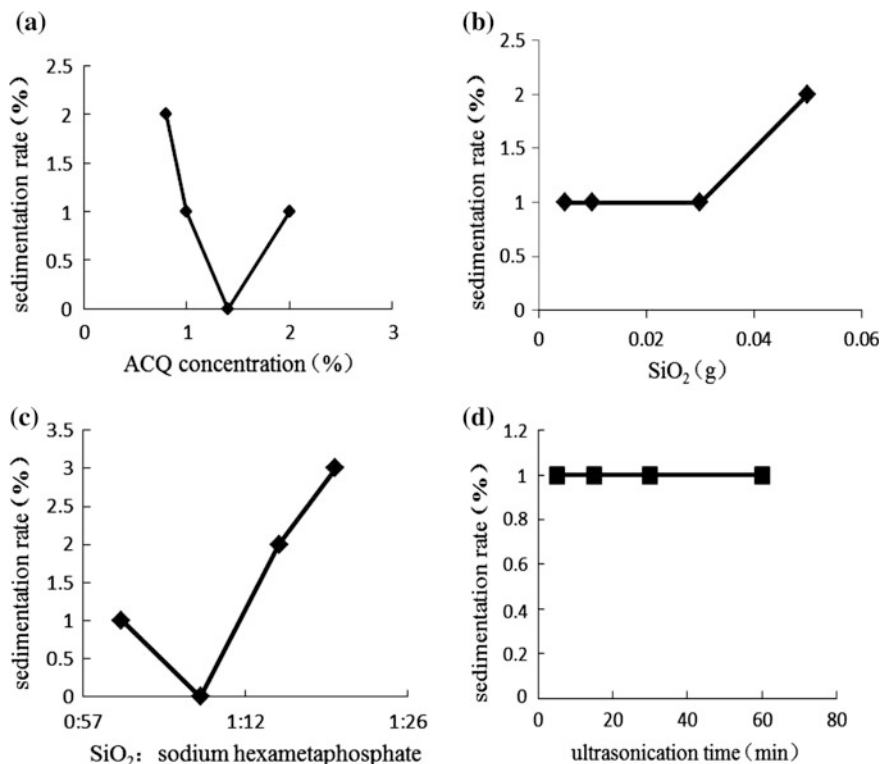 (a)
sedimentation rate (%)
2.5
2
1.5
1
0.5
0
0 1 2 3
ACQ concentration (%)
(b)
sedimentation rate (%)
2.5
2
1.5
1
0.5
0
0 0.02 0.04 0.06
SiO₂ (g)
(c)
sedimentation rate (%)
3.5
3
2.5
2
1.5
1
0.5
0
0:57 1:12 1:26
SiO₂: sodium hexametaphosphate
(d)
sedimentation rate (%)
1.2
1
0.8
0.6
0.4
0.2
0
0 20 40 60 80
ultrasonication time (min)